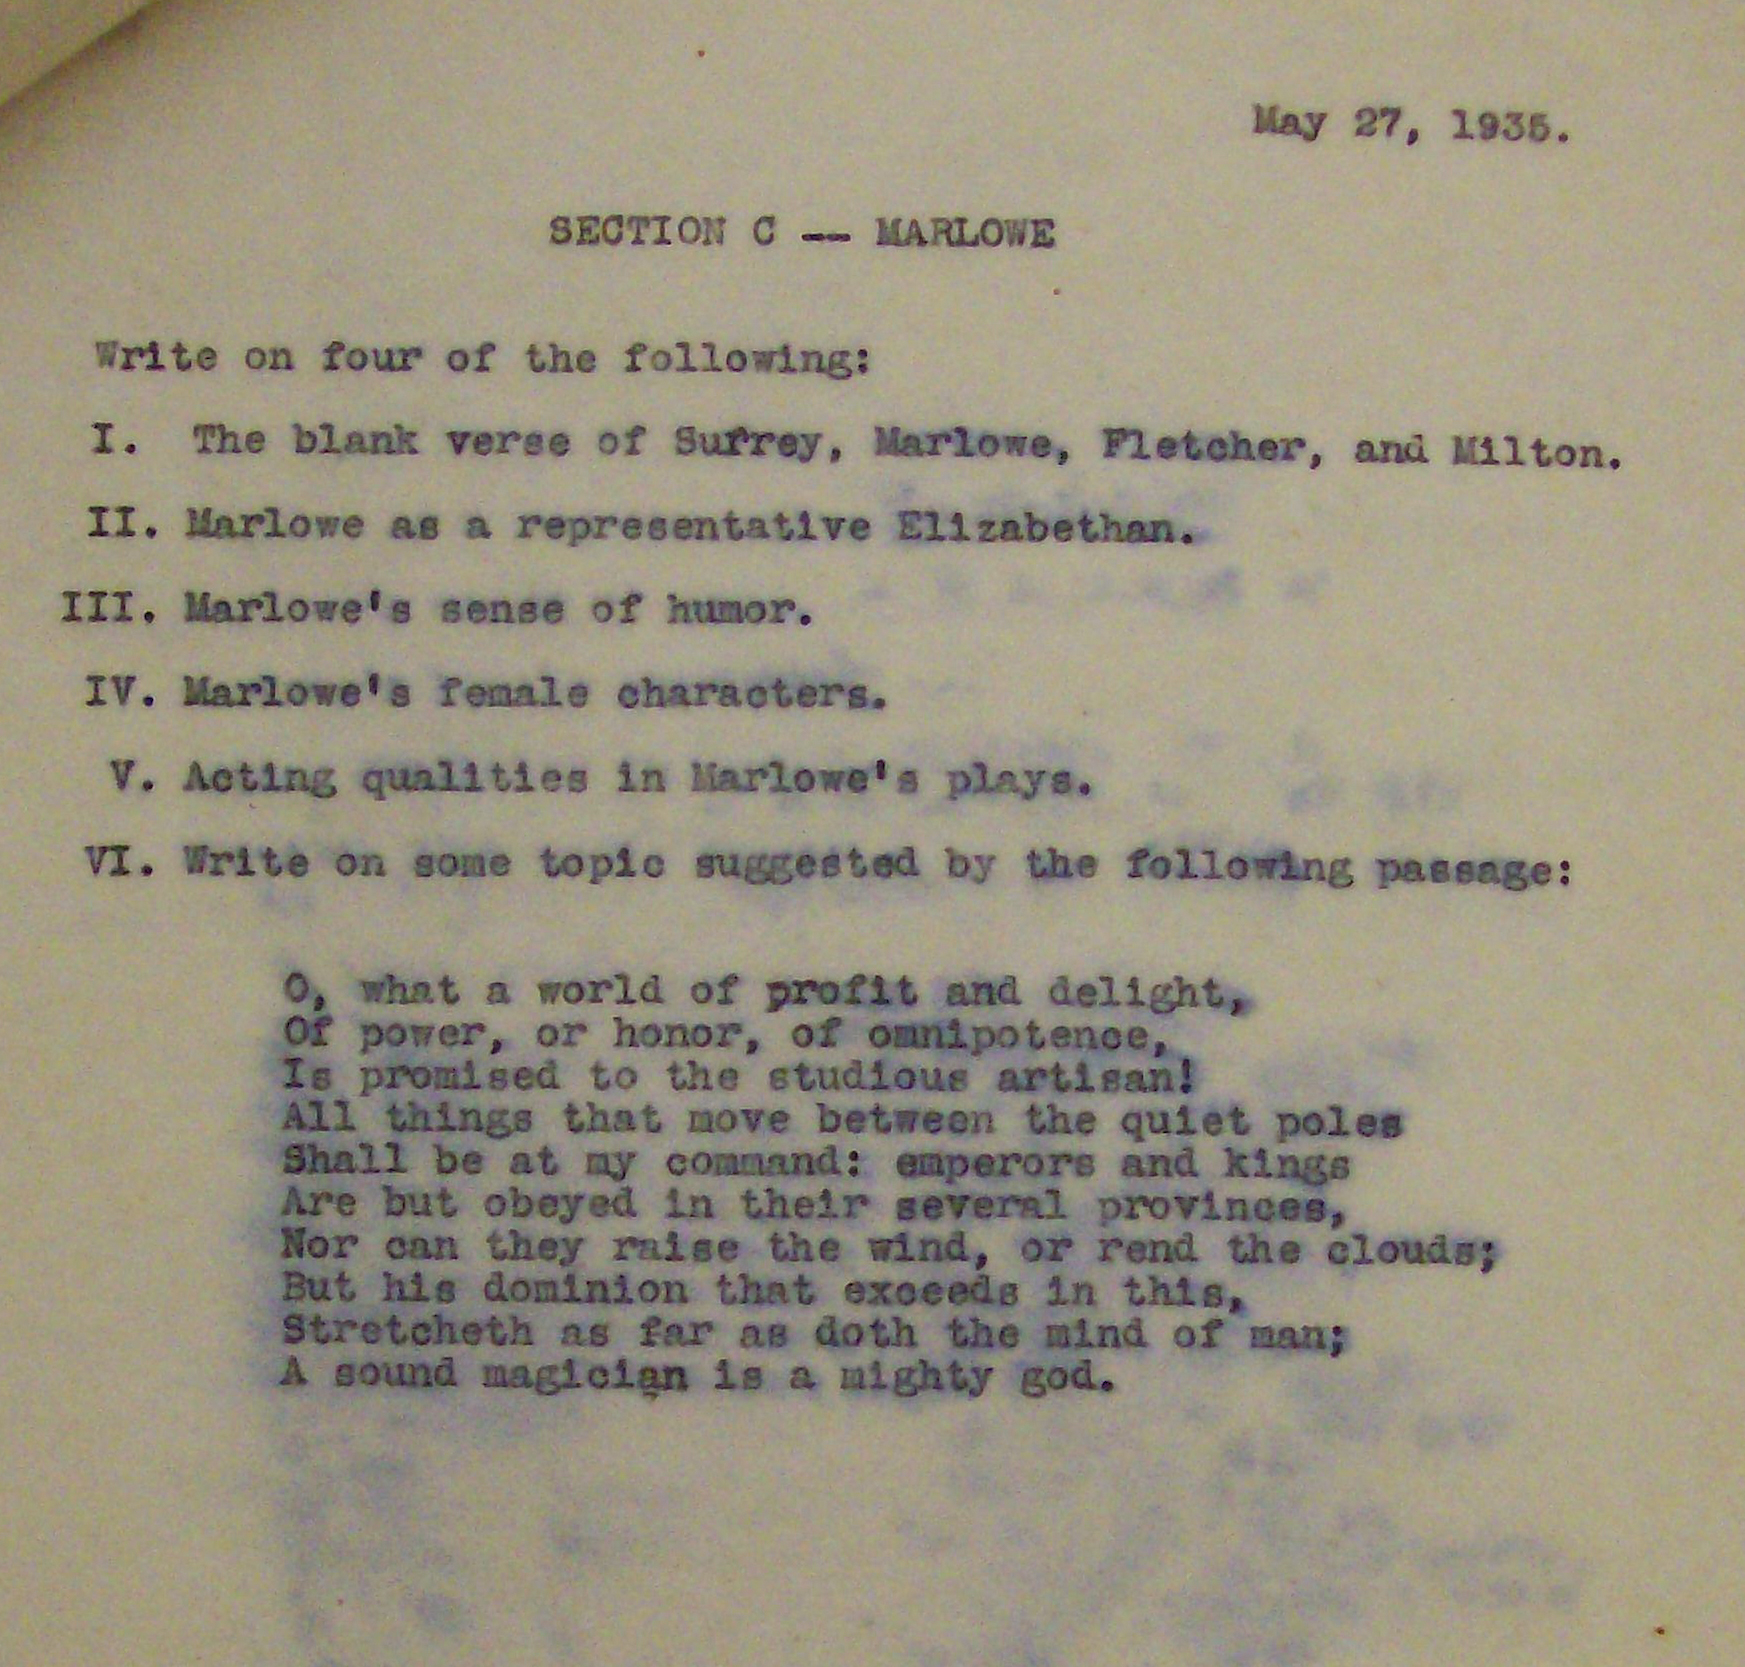 May 27, 1935.
SECTION C -- MARLOWE
Write on four of the following:
I. The blank verse of Surrey, Marlowe, Fletcher, and Milton.
II. Marlowe as a representative Elizabethan.
III. Marlowe's sense of humor.
IV. Marlowe's female characters.
V. Acting qualities in Marlowe's plays.
VI. Write on some topic suggested by the following passage:
O, what a world of profit and delight,
Of power, or honor, of omnipotence,
Is promised to the studious artisan!
All things that move between the quiet poles
Shall be at my command: emperors and kings
Are but obeyed in their several provinces,
Nor can they raise the wind, or rend the clouds;
But his dominion that exceeds in this,
Stretcheth as far as doth the mind of man;
A sound magician is a mighty god.